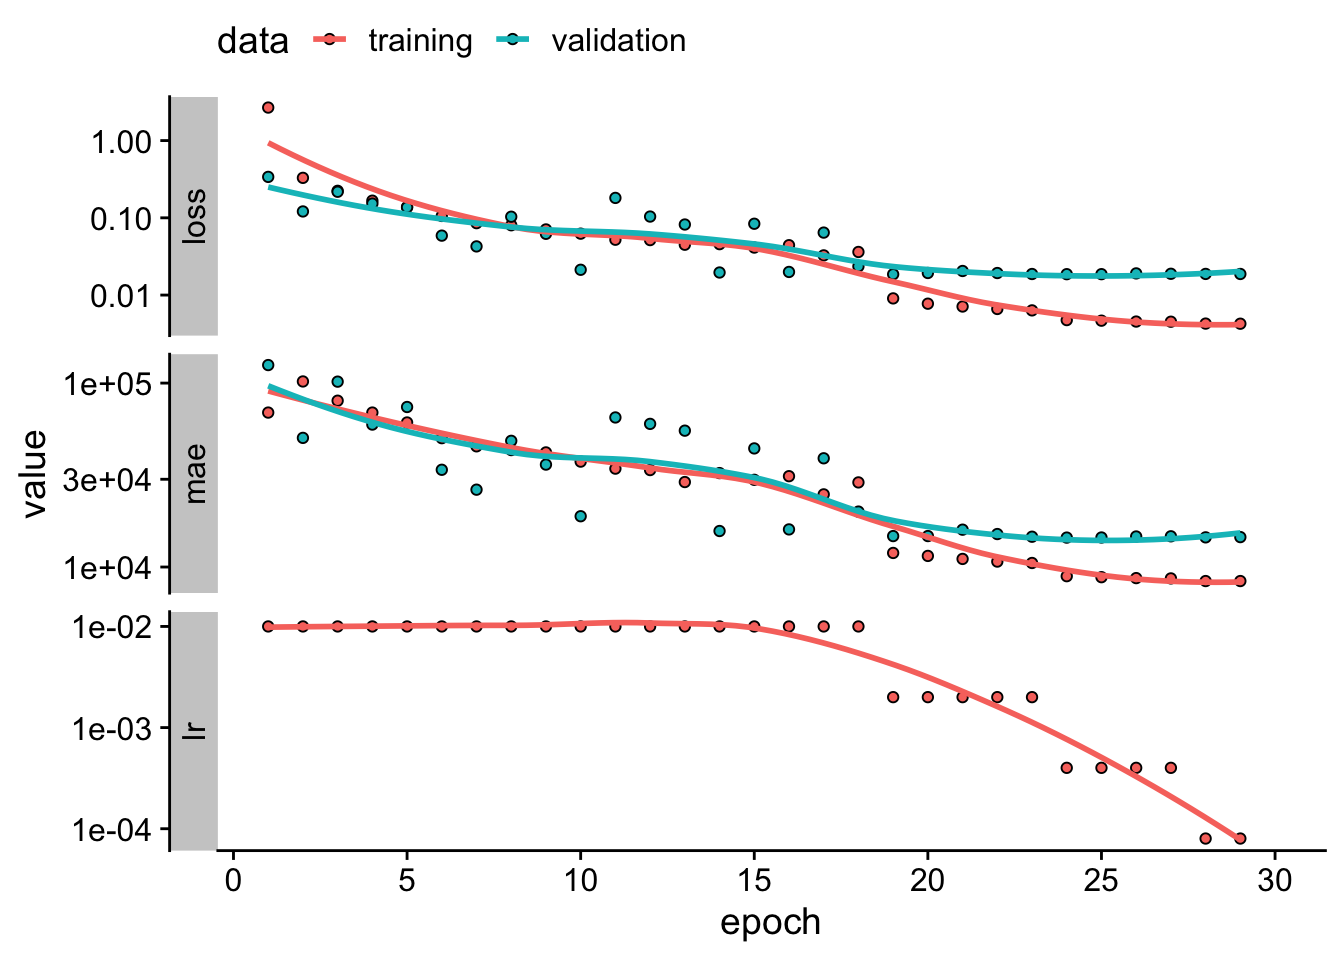 data training validation
loss
1.00
0.10
0.01
mae
1e+05
3e+04
1e+04
lr
1e-02
1e-03
1e-04
value
0 5 10 15 20 25 30
epoch